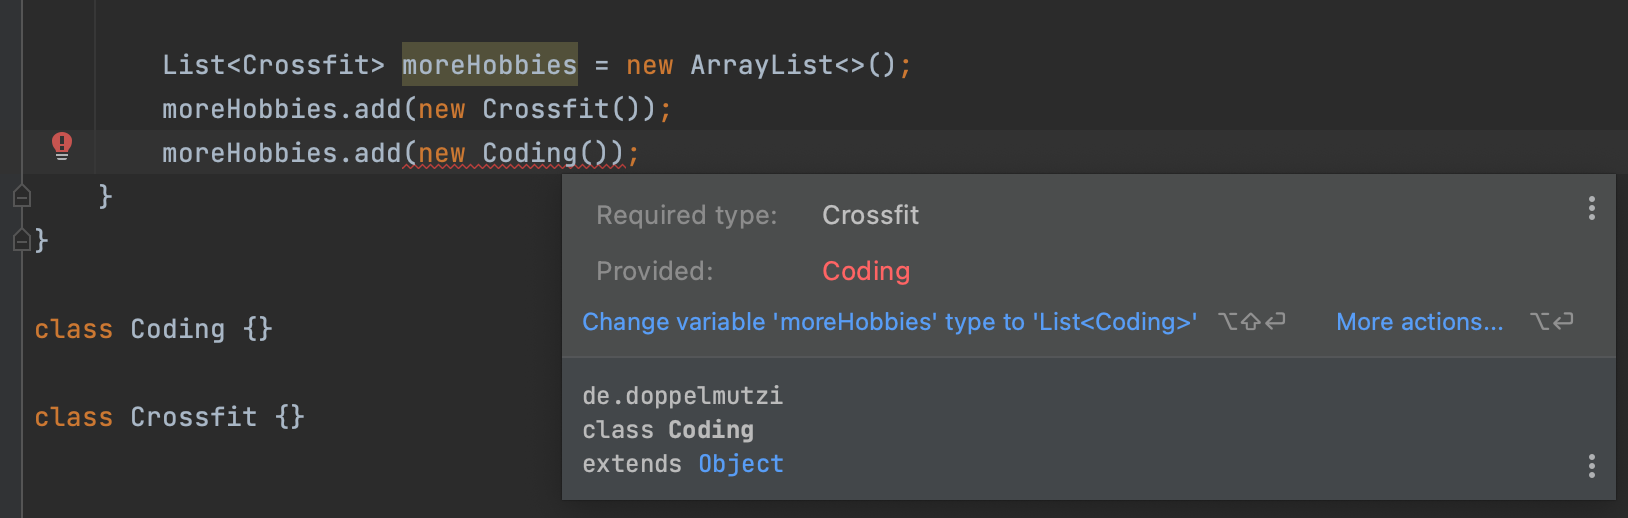 List<Crossfit> moreHobbies = new ArrayList<>();
moreHobbies.add(new Crossfit());
moreHobbies.add(new Coding());
}
}
class Coding {}
class Crossfit {}
Required type: Crossfit
Provided: Coding
Change variable 'moreHobbies' type to 'List<Coding>' ⌥⇧↩ More actions... ⌥↩
de.doppelmutzi
class Coding
extends Object